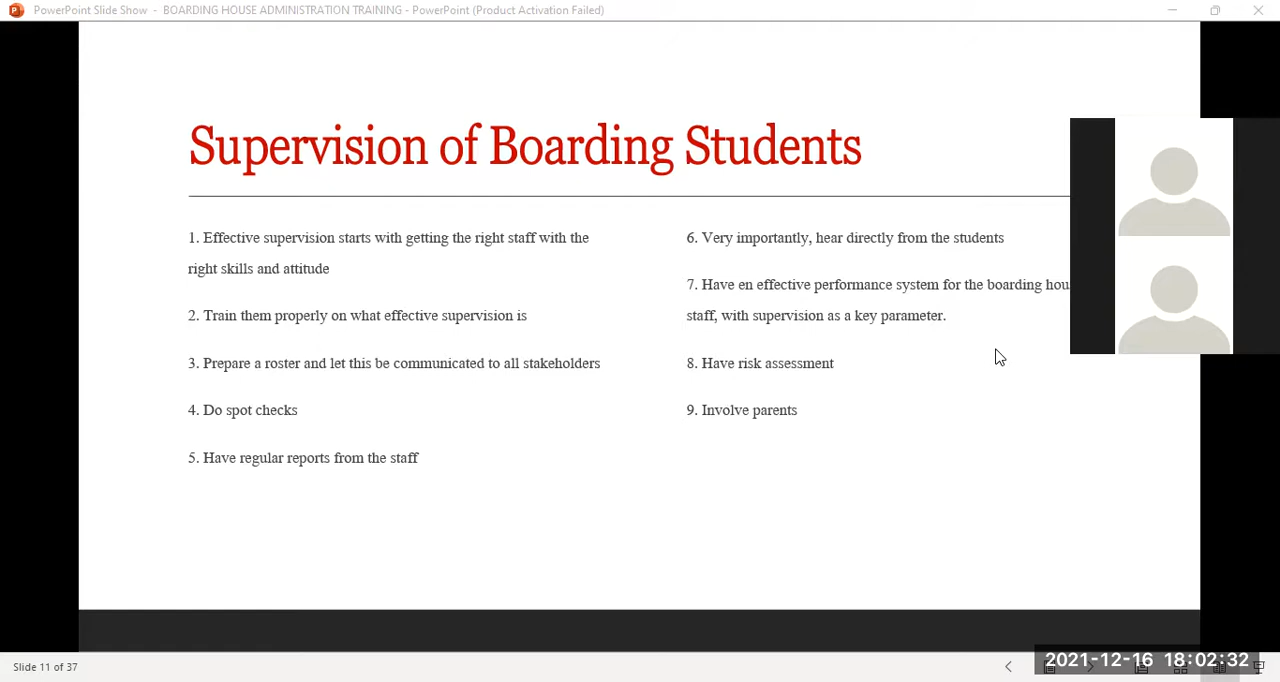 PowerPoint Slide Show - BOARDING HOUSE ADMINISTRATION TRAINING - PowerPoint (Product Activation Failed)
Supervision of Boarding Students
1. Effective supervision starts with getting the right staff with the
right skills and attitude
2. Train them properly on what effective supervision is
3. Prepare a roster and let this be communicated to all stakeholders
4. Do spot checks
5. Have regular reports from the staff
6. Very importantly, hear directly from the students
7. Have en effective performance system for the boarding
staff, with supervision as a key parameter.
8. Have risk assessment
9. Involve parents
Slide 11 of 37
2021-12-16 18:02:32